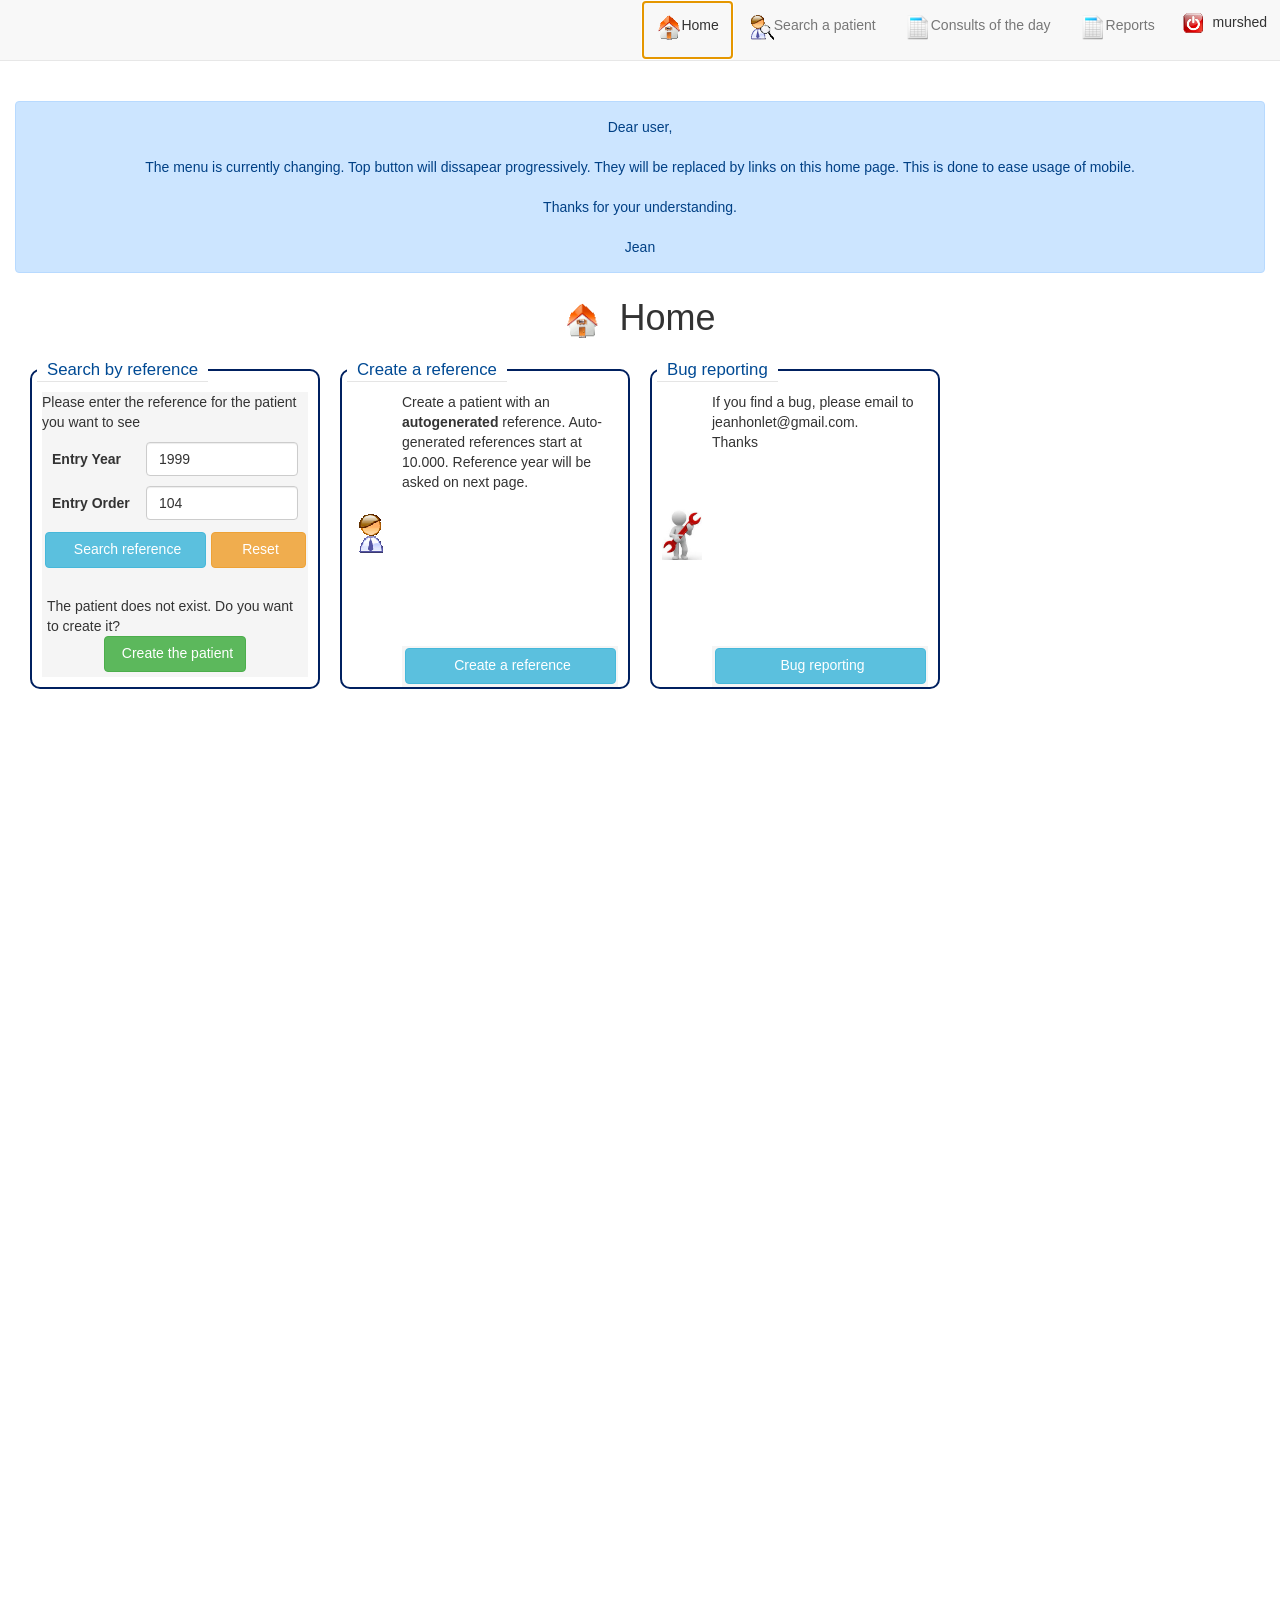 Home
Search a patient
Consults of the day
Reports
murshed
Dear user,
The menu is currently changing. Top button will dissapear progressively. They will be replaced by links on this home page. This is done to ease usage of mobile.
Thanks for your understanding.
Jean
Home
Search by reference
Please enter the reference for the patient
you want to see
Entry Year
1999
Entry Order
104
Search reference
Reset
The patient does not exist. Do you want
to create it?
Create the patient
Create a reference
Create a patient with an
autogenerated reference. Auto-
generated references start at
10.000. Reference year will be
asked on next page.
Create a reference
Bug reporting
If you find a bug, please email to
jeanhonlet@gmail.com.
Thanks
Bug reporting